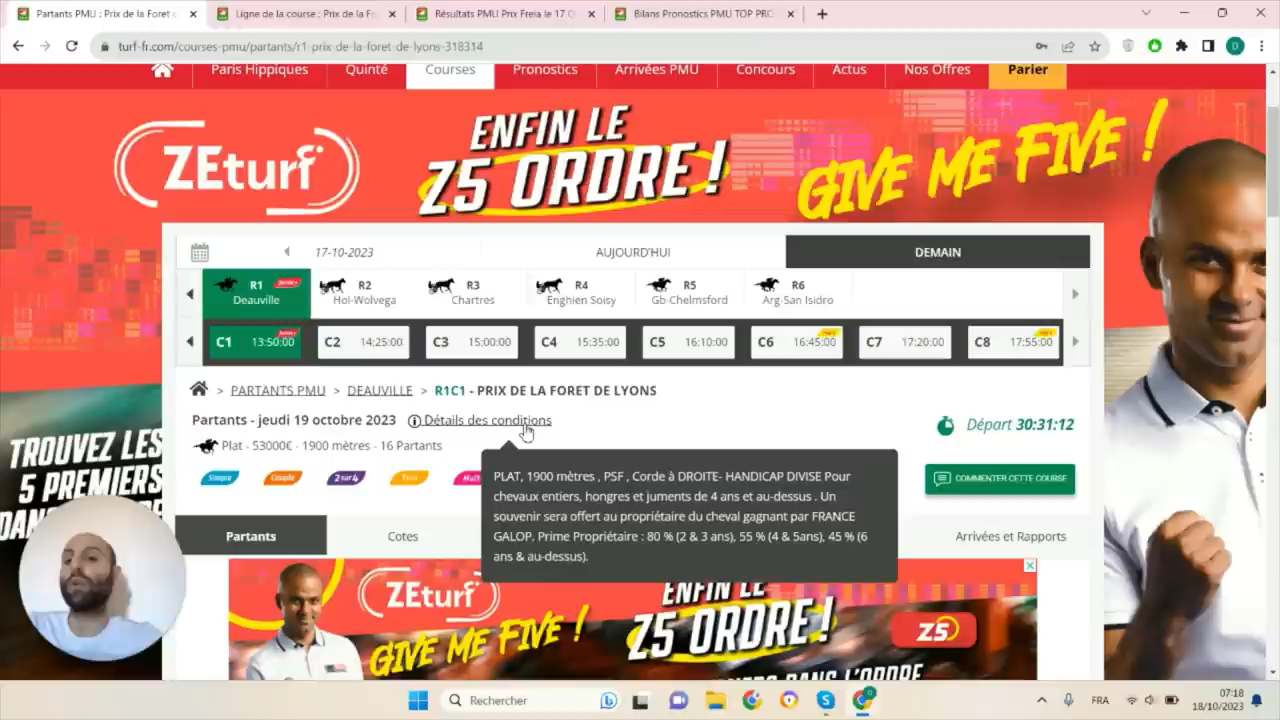 Partants PMU : Prix de la Foret
Ligne de la course : Prix de la F
Résultats PMU Prix Freia le 17 O
Bilans Pronostics PMU TOP PRO
turf-fr.com/courses-pmu/partants/r1-prix-de-la-foret-de-lyons-318314
D
Paris Hippiques
Quinté
Courses
Pronostics
Arrivées PMU
Concours
Actus
Nos Offres
Parier
ZEturf
ENFIN LE
Z5 ORDRE !
GIVE ME FIVE !
17-10-2023
AUJOURD'HUI
DEMAIN
R1
Deauville
R2
Hol-Wolvega
R3
Chartres
R4
Enghien Soisy
R5
Gb-Chelmsford
R6
Arg-San Isidro
C1 13:50:00
C2 14:25:00
C3 15:00:00
C4 15:35:00
C5 16:10:00
C6 16:45:00
C7 17:20:00
C8 17:55:00
> PARTANTS PMU > DEAUVILLE > R1C1 - PRIX DE LA FORET DE LYONS
Partants - jeudi 19 octobre 2023
Détails des conditions
Départ 30:31:12
Plat - 53000€ - 1900 mètres - 16 Partants
Simple
Couplé
2 sur 4
COMMENTER CETTE COURSE
PLAT, 1900 mètres , PSF , Corde à DROITE- HANDICAP DIVISE Pour
chevaux entiers, hongres et juments de 4 ans et au-dessus . Un
souvenir sera offert au propriétaire du cheval gagnant par FRANCE
GALOP. Prime Propriétaire : 80 % (2 & 3 ans), 55 % (4 & 5ans), 45 % (6
ans & au-dessus).
TROUVEZ LES
5 PREMIERS
Partants
Cotes
Arrivées et Rapports
ZEturf
GIVE ME FIVE !
ENFIN LE
Z5 ORDRE !
Z5
DANS L'ORDRE
Rechercher
FRA
07:18
18/10/2023